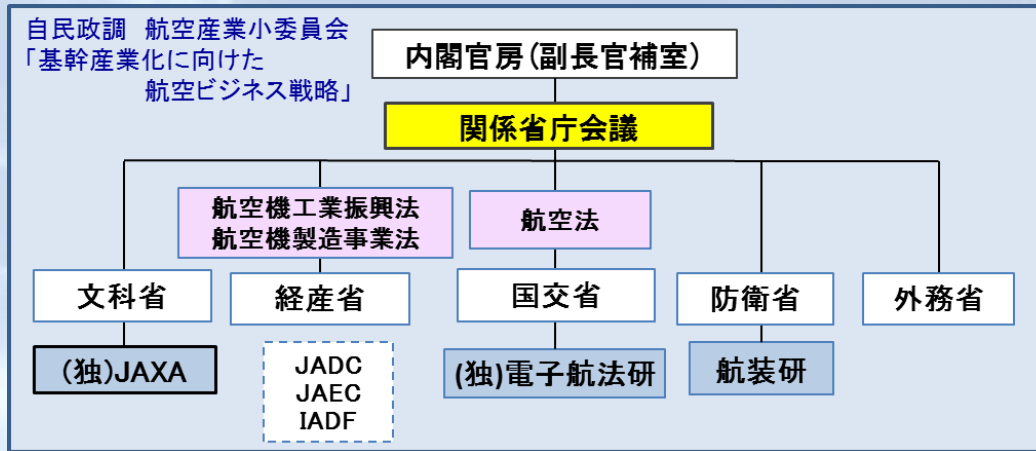 自民政調 航空産業小委員会
「基幹産業化に向けた
航空ビジネス戦略」
内閣官房(副長官補室)
関係省庁会議
航空機工業振興法
航空機製造事業法
航空法
文科省
経産省
国交省
防衛省
外務省
(独)JAXA
JADC
JAEC
IADF
(独)電子航法研
航装研